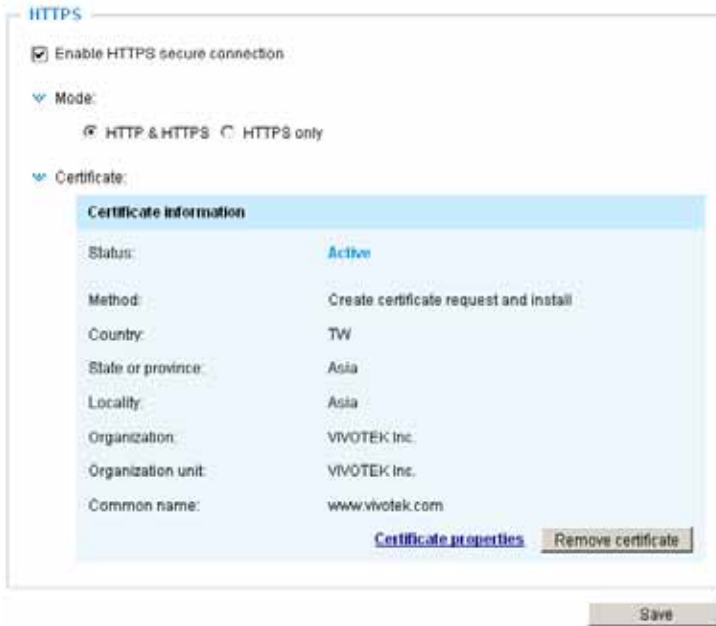 HTTPS
Enable HTTPS secure connection
Mode:
HTTP & HTTPS HTTPS only
Certificate:
Certificate information
Status: Active
Method: Create certificate request and install
Country: TW
State or province: Asia
Locality: Asia
Organization: VIVOTEK Inc.
Organization unit: VIVOTEK Inc.
Common name: www.vivotek.com
Certificate properties Remove certificate
Save